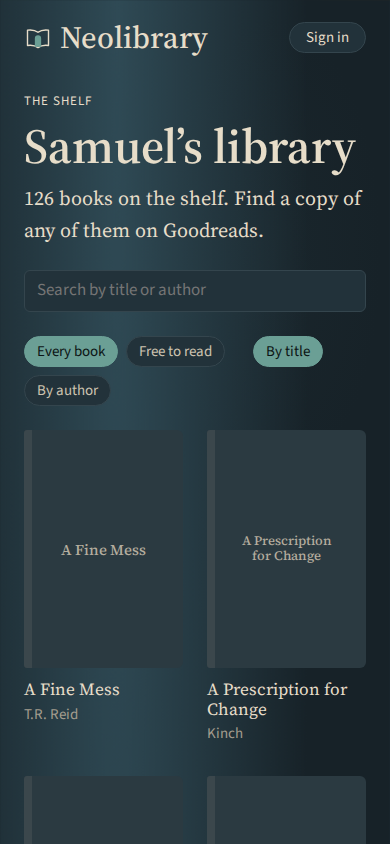 Neolibrary
Sign in
THE SHELF
Samuel’s library
126 books on the shelf. Find a copy of
any of them on Goodreads.
Search by title or author
Every book
Free to read
By title
By author
A Fine Mess
A Prescription
for Change
A Fine Mess
T.R. Reid
A Prescription for
Change
Kinch